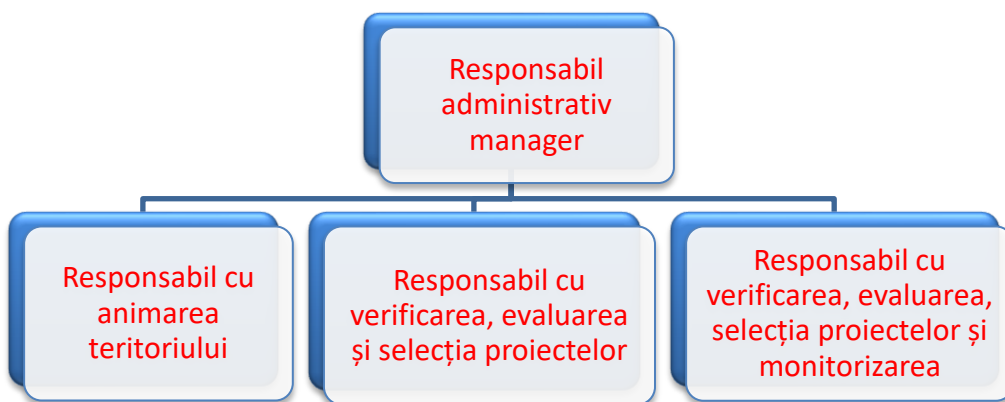 Responsabil
administrativ
manager
Responsabil cu
animarea
teritoriului
Responsabil cu
verificarea, evaluarea
și selecția proiectelor
Responsabil cu
verificarea, evaluarea,
selecția proiectelor și
monitorizarea